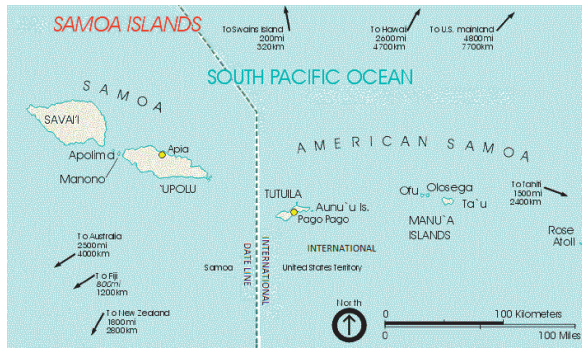 SAMOA ISLANDS
To Swains Island
200mi
320km
To Hawaii
2600mi
4700km
To U.S. mainland
4800mi
7700km
SOUTH PACIFIC OCEAN
SAMOA
SAVAI'I
Apolima
Apia
Manono
'UPOLU
AMERICAN SAMOA
TUTUILA
Aunu`u Is.
Pago Pago
Ofu
Olosega
Ta`u
MANU`A
ISLANDS
To Tahiti
1500mi
2400km
Rose
Atoll
To Australia
2500mi
4000km
To Fiji
800mi
1200km
To New Zealand
1800mi
2800km
Samoa
INTERNATIONAL
DATE LINE
INTERNATIONAL
United States Territory
North
0
100 Kilometers
0
100 Miles